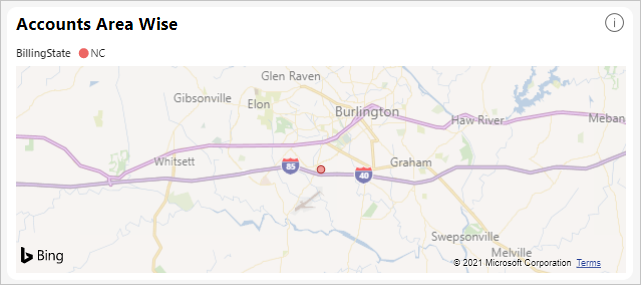 Accounts Area Wise
BillingState NC
Glen Raven
Gibsonville
Elon
Burlington
Haw River
Meban
Whitsett
85
Graham
40
Swepsonville
Melville
Bing
© 2021 Microsoft Corporation Terms